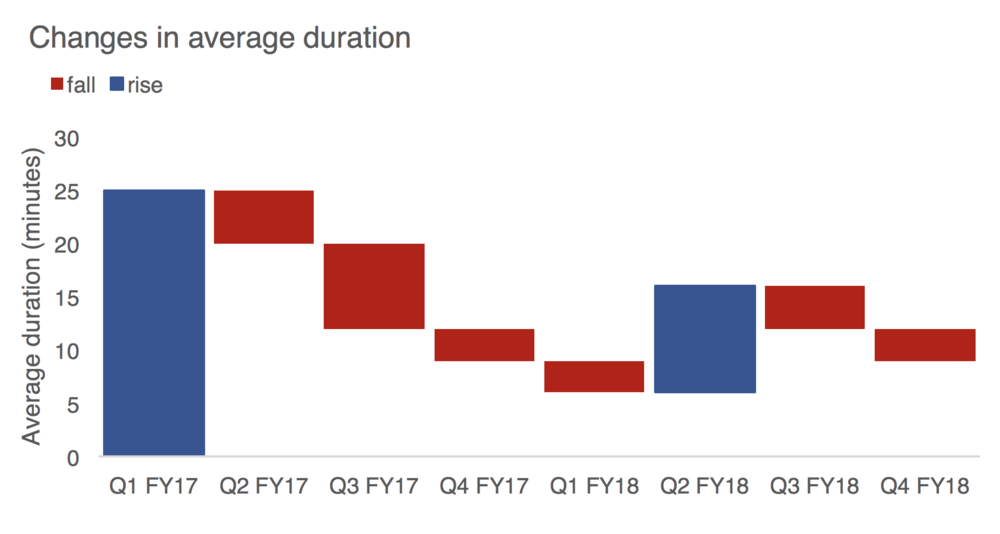 Changes in average duration
fall rise
Average duration (minutes)
30
25
20
15
10
5
0
Q1 FY17 Q2 FY17 Q3 FY17 Q4 FY17 Q1 FY18 Q2 FY18 Q3 FY18 Q4 FY18